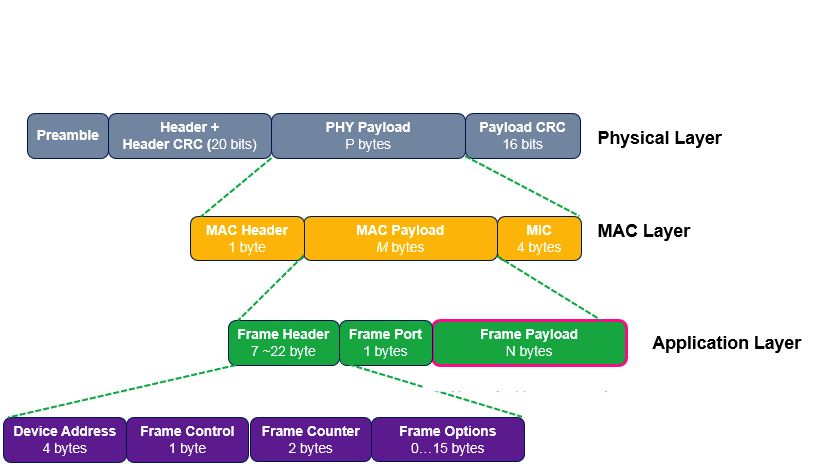 Preamble
Header +
Header CRC (20 bits)
PHY Payload
P bytes
Payload CRC
16 bits
Physical Layer
MAC Header
1 byte
MAC Payload
M bytes
MIC
4 bytes
MAC Layer
Frame Header
7 ~22 byte
Frame Port
1 bytes
Frame Payload
N bytes
Application Layer
Device Address
4 bytes
Frame Control
1 byte
Frame Counter
2 bytes
Frame Options
0...15 bytes